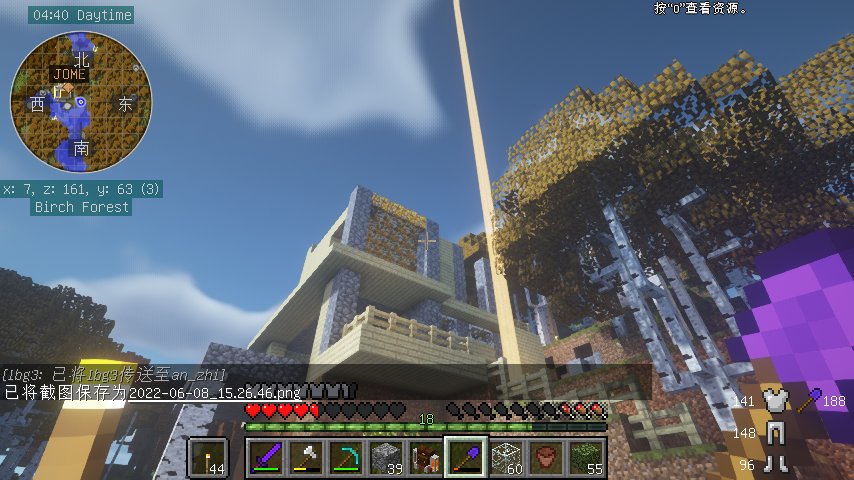 04:40 Daytime
按"0"查看资源。
北
JOME
西
东
南
x: 7, z: 161, y: 63 (3)
Birch Forest
[lbg3: 已将lbg3传送至an_zhi]
已将截图保存为2022-06-08_15.26.46.png
141
188
18
148
96
44
39
60
55